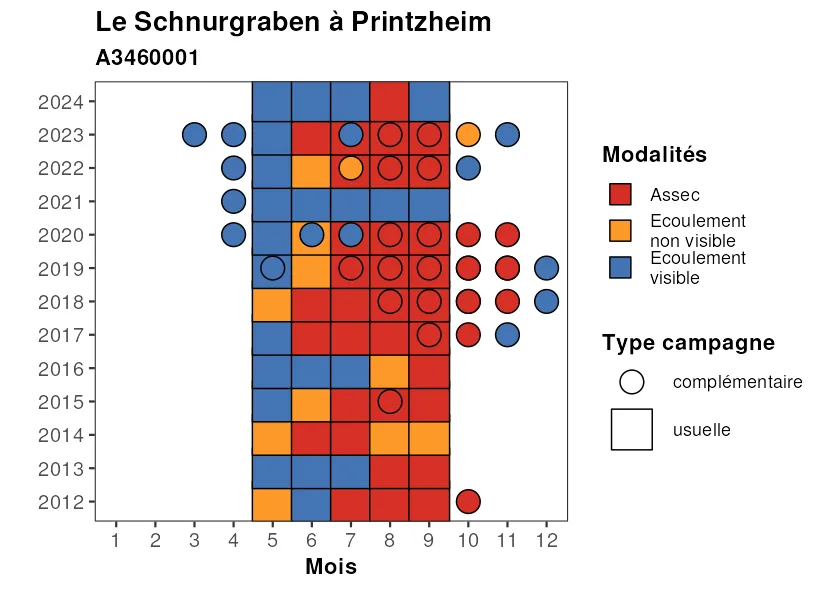 Le Schnurgraben à Printzheim
A3460001
2024
2023
2022
2021
2020
2019
2018
2017
2016
2015
2014
2013
2012
1 2 3 4 5 6 7 8 9 10 11 12
Mois
Modalités
Assec
Ecoulement
non visible
Ecoulement
visible
Type campagne
complémentaire
usuelle